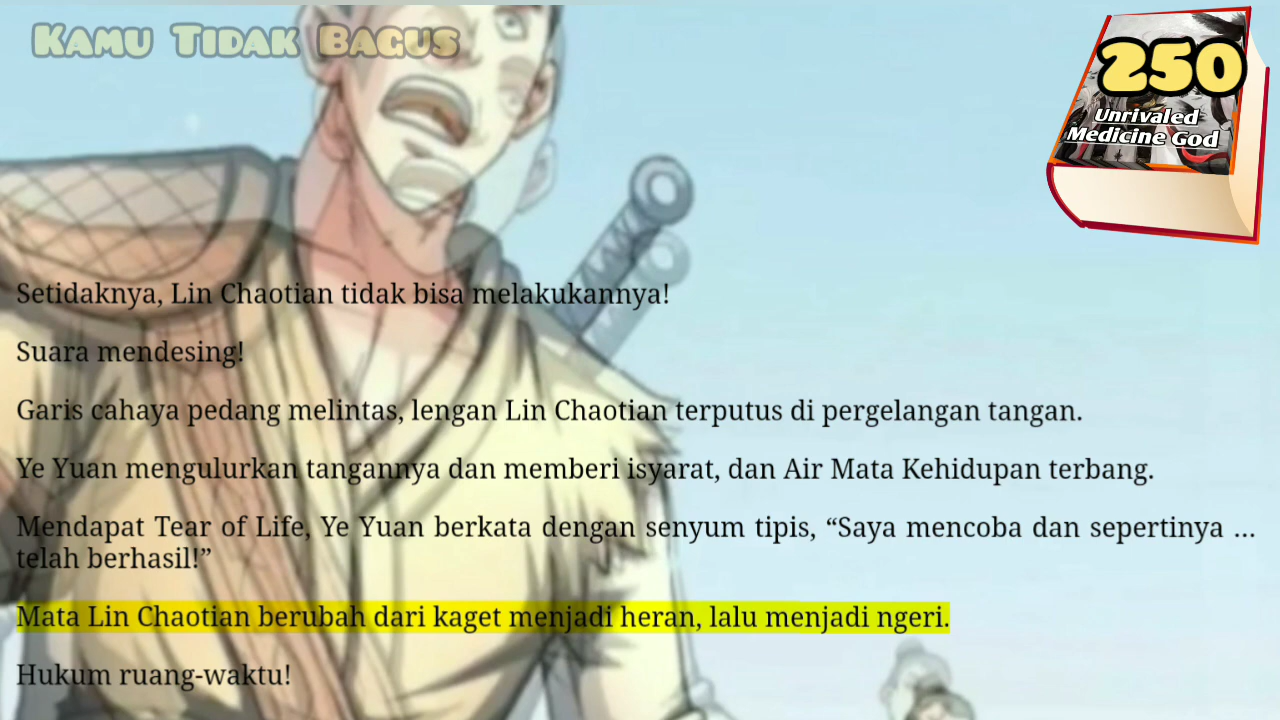 Kamu Tidak Bagus
250
Unrivaled
Medicine God
Setidaknya, Lin Chaotian tidak bisa melakukannya!
Suara mendesing!
Garis cahaya pedang melintas, lengan Lin Chaotian terputus di pergelangan tangan.
Ye Yuan mengulurkan tangannya dan memberi isyarat, dan Air Mata Kehidupan terbang.
Mendapat Tear of Life, Ye Yuan berkata dengan senyum tipis, “Saya mencoba dan sepertinya …
telah berhasil!”
Mata Lin Chaotian berubah dari kaget menjadi heran, lalu menjadi ngeri.
Hukum ruang-waktu!